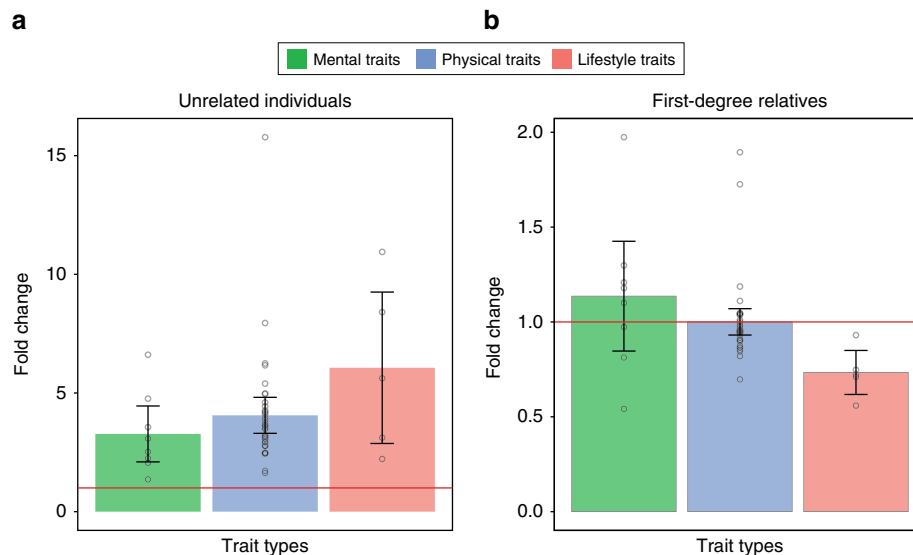 a
b
Mental traits Physical traits Lifestyle traits
Unrelated individuals
Fold change
15
10
5
0
Trait types
First-degree relatives
Fold change
2.0
1.5
1.0
0.5
0.0
Trait types